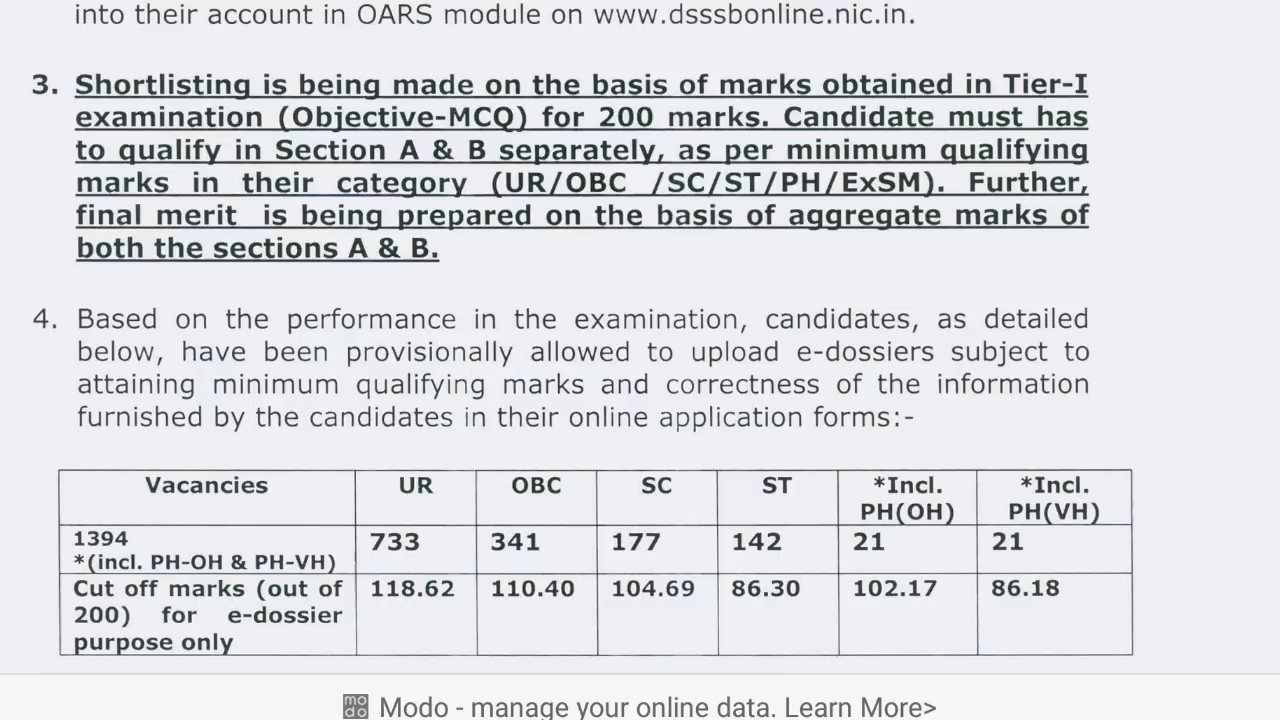 into their account in OARS module on www.dsssbonline.nic.in.
3. Shortlisting is being made on the basis of marks obtained in Tier-I
examination (Objective-MCQ) for 200 marks. Candidate must has
to qualify in Section A & B separately, as per minimum qualifying
marks in their category (UR/OBC /SC/ST/PH/ExSM). Further,
final merit is being prepared on the basis of aggregate marks of
both the sections A & B.
4. Based on the performance in the examination, candidates, as detailed
below, have been provisionally allowed to upload e-dossiers subject to
attaining minimum qualifying marks and correctness of the information
furnished by the candidates in their online application forms:-
Vacancies UR OBC SC ST *Incl. PH(OH) *Incl. PH(VH)
1394 *(incl. PH-OH & PH-VH) 733 341 177 142 21 21
Cut off marks (out of 200) for e-dossier purpose only 118.62 110.40 104.69 86.30 102.17 86.18
modo Modo - manage your online data. Learn More>